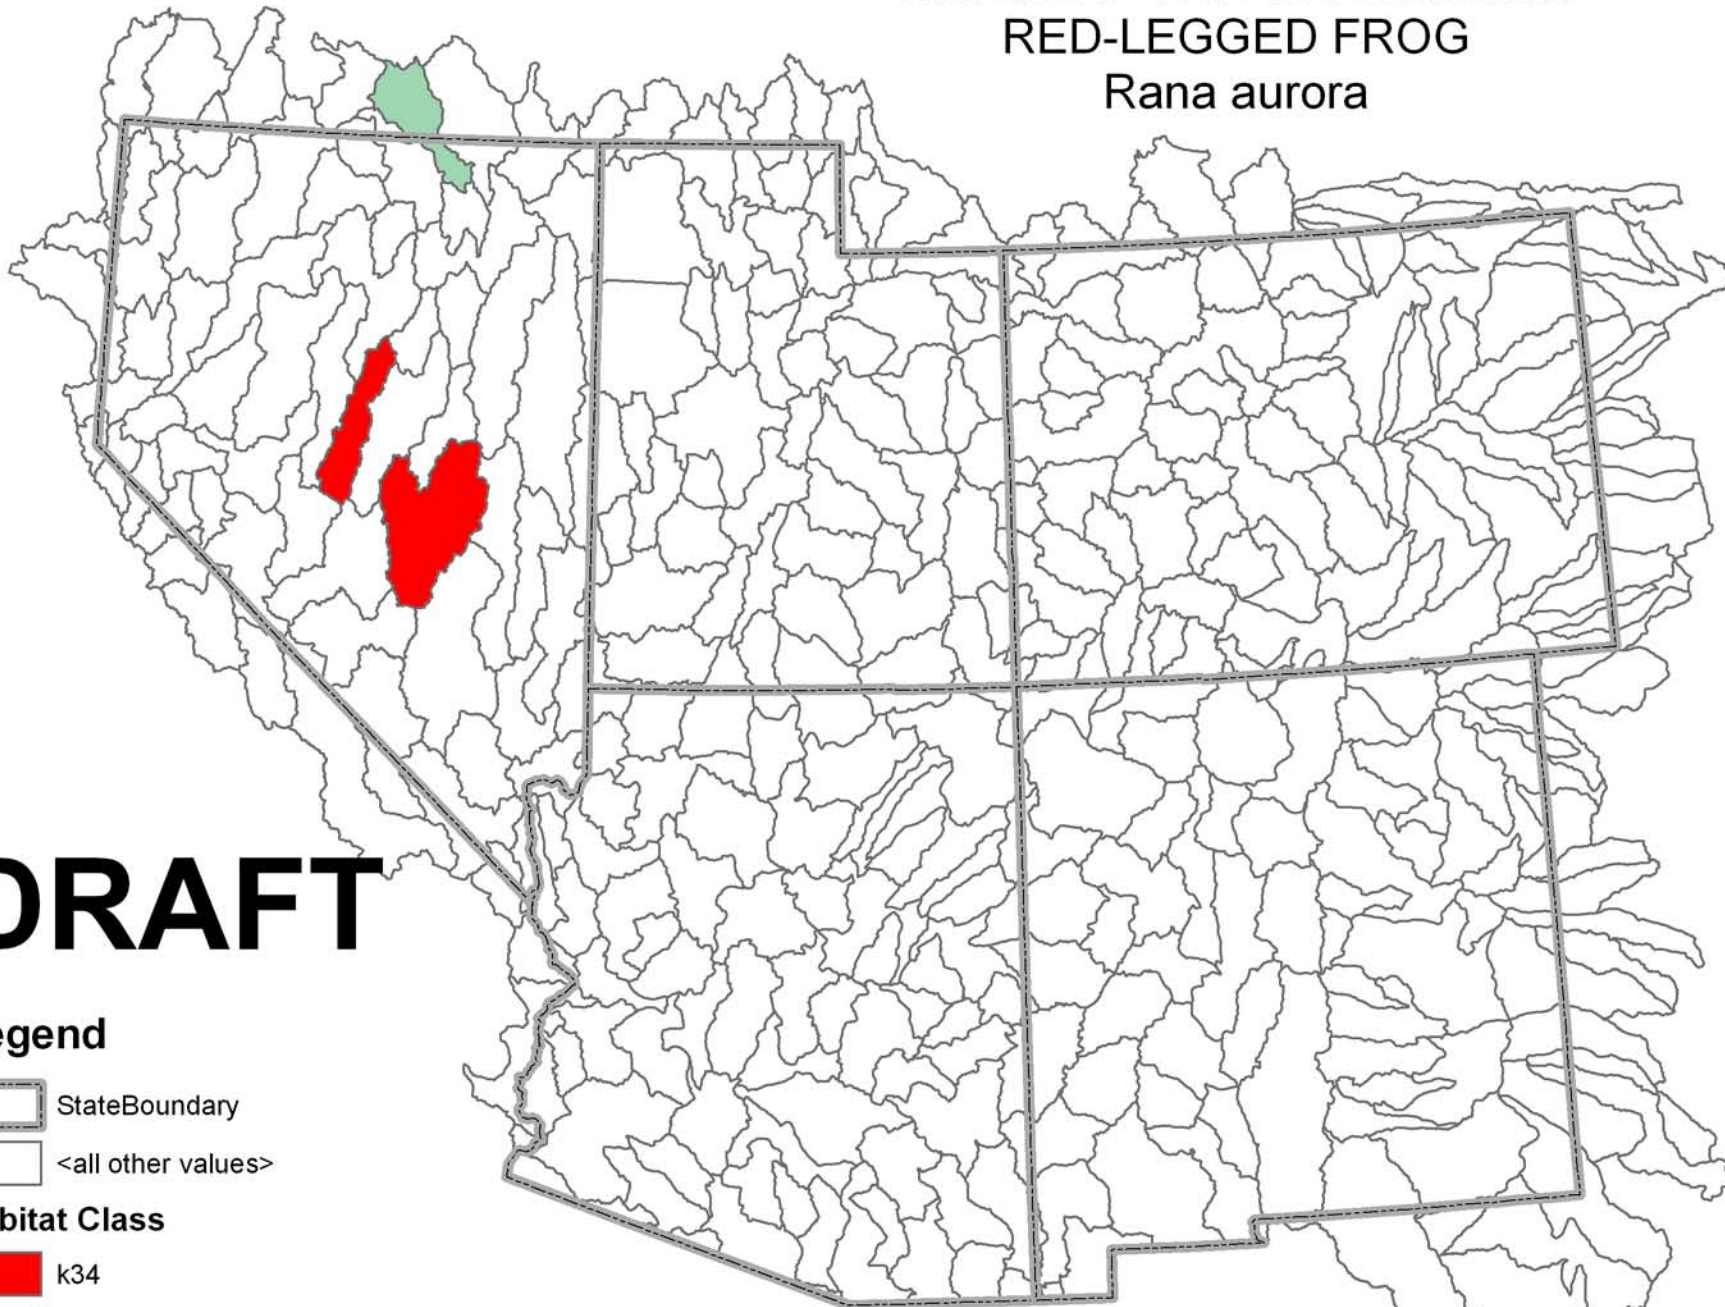 RED-LEGGED FROG
Rana aurora
DRAFT
egend
StateBoundary
<all other values>
bitat Class
k34